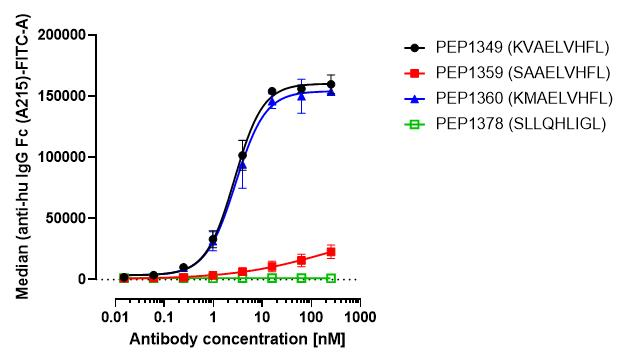 Median (anti-hu IgG Fc (A215)-FITC-A)
200000
150000
100000
50000
0
0.01 0.1 1 10 100 1000
Antibody concentration [nM]
PEP1349 (KVAELVHFL)
PEP1359 (SAAELVHFL)
PEP1360 (KMAELVHFL)
PEP1378 (SLLQHLIGL)